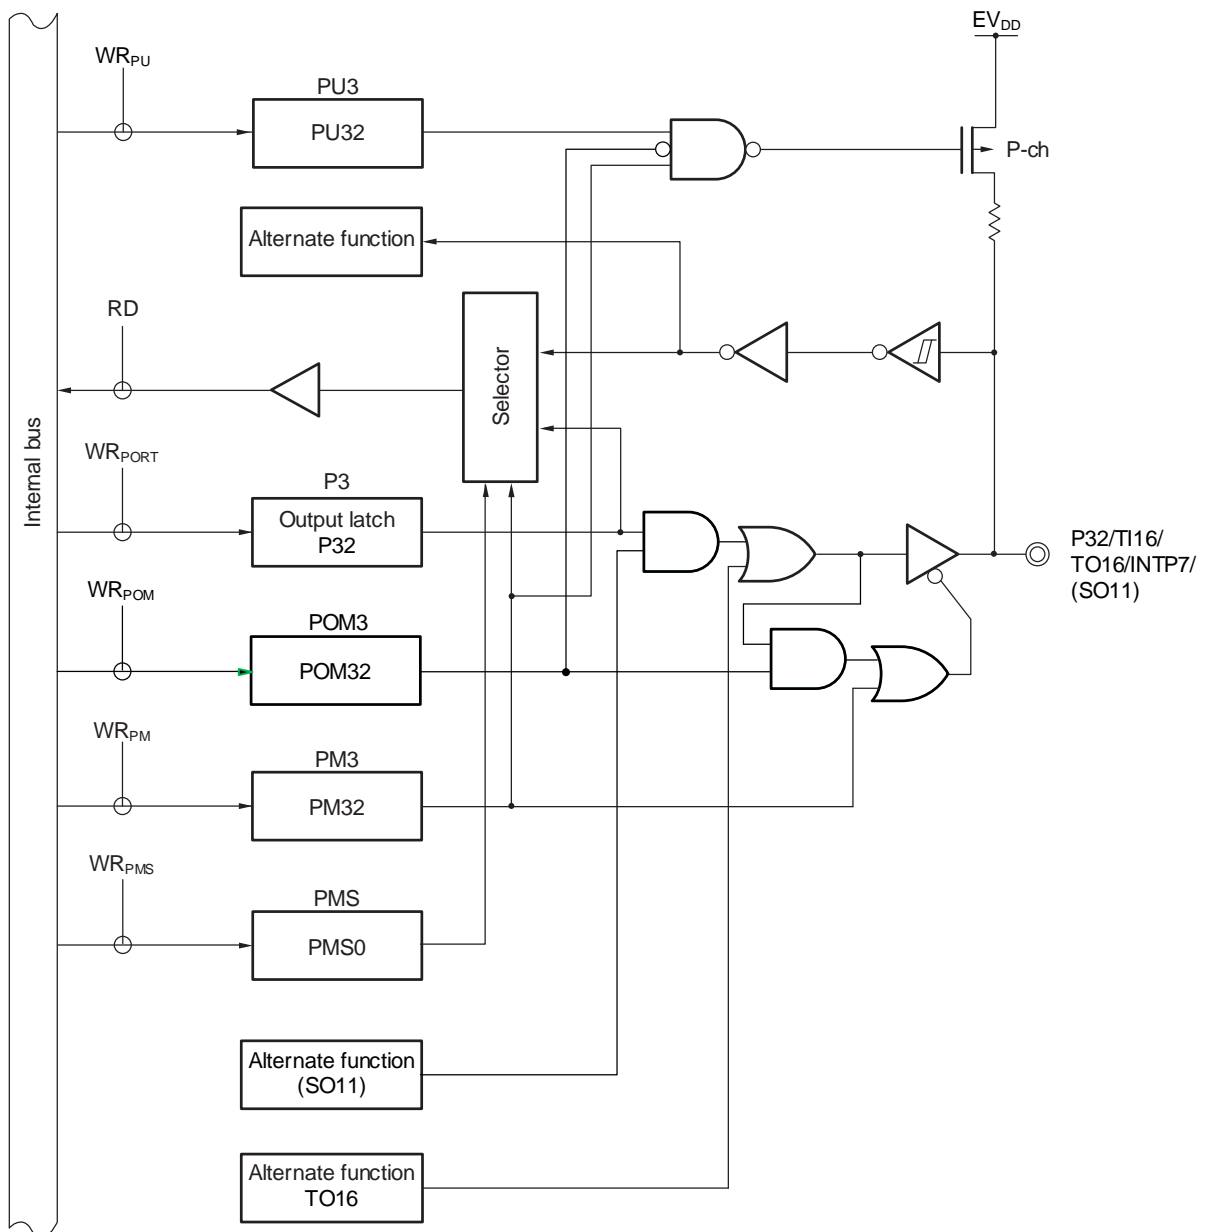 EVDD
WRPU
PU3
PU32
P-ch
Alternate function
RD
Selector
Internal bus
WRPORT
P3
Output latch
P32
P32/TI16/
TO16/INTP7/
(SO11)
WRPOM
POM3
POM32
WRPM
PM3
PM32
WRPMS
PMS
PMS0
Alternate function
(SO11)
Alternate function
TO16